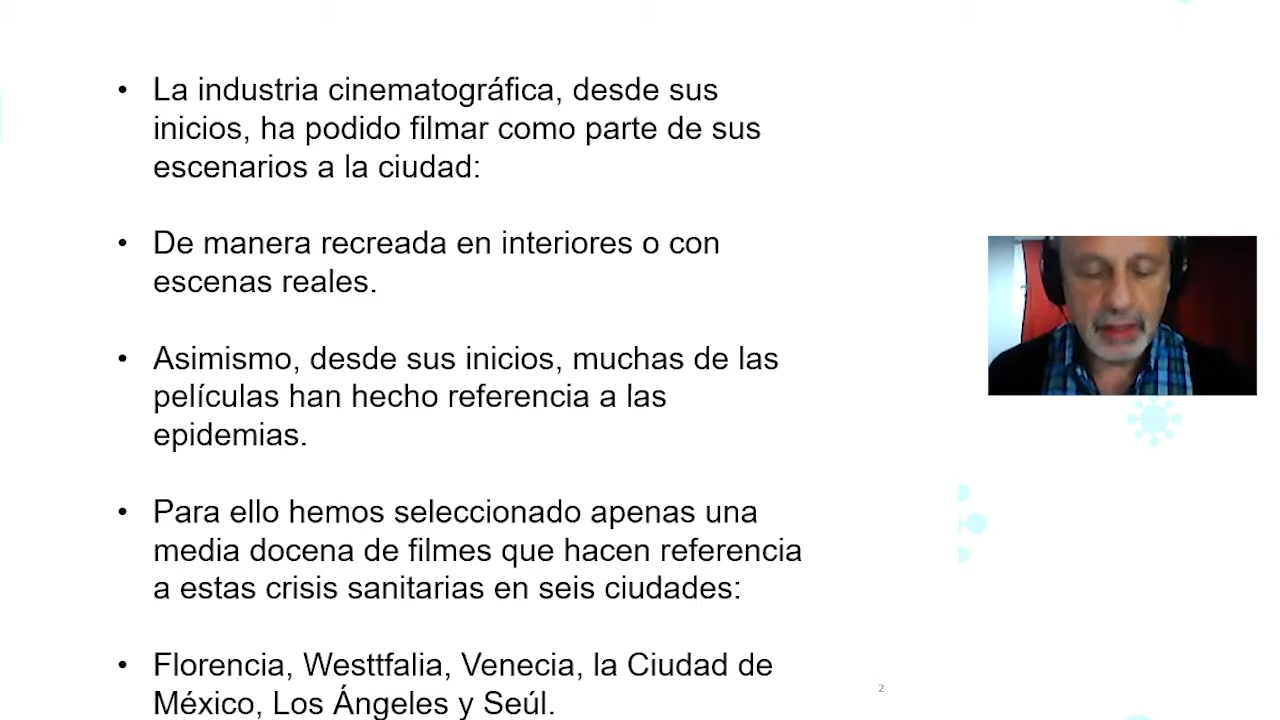 • La industria cinematográfica, desde sus
inicios, ha podido filmar como parte de sus
escenarios a la ciudad:
• De manera recreada en interiores o con
escenas reales.
• Asimismo, desde sus inicios, muchas de las
películas han hecho referencia a las
epidemias.
• Para ello hemos seleccionado apenas una
media docena de filmes que hacen referencia
a estas crisis sanitarias en seis ciudades:
• Florencia, Westtfalia, Venecia, la Ciudad de
México, Los Ángeles y Seúl.
2